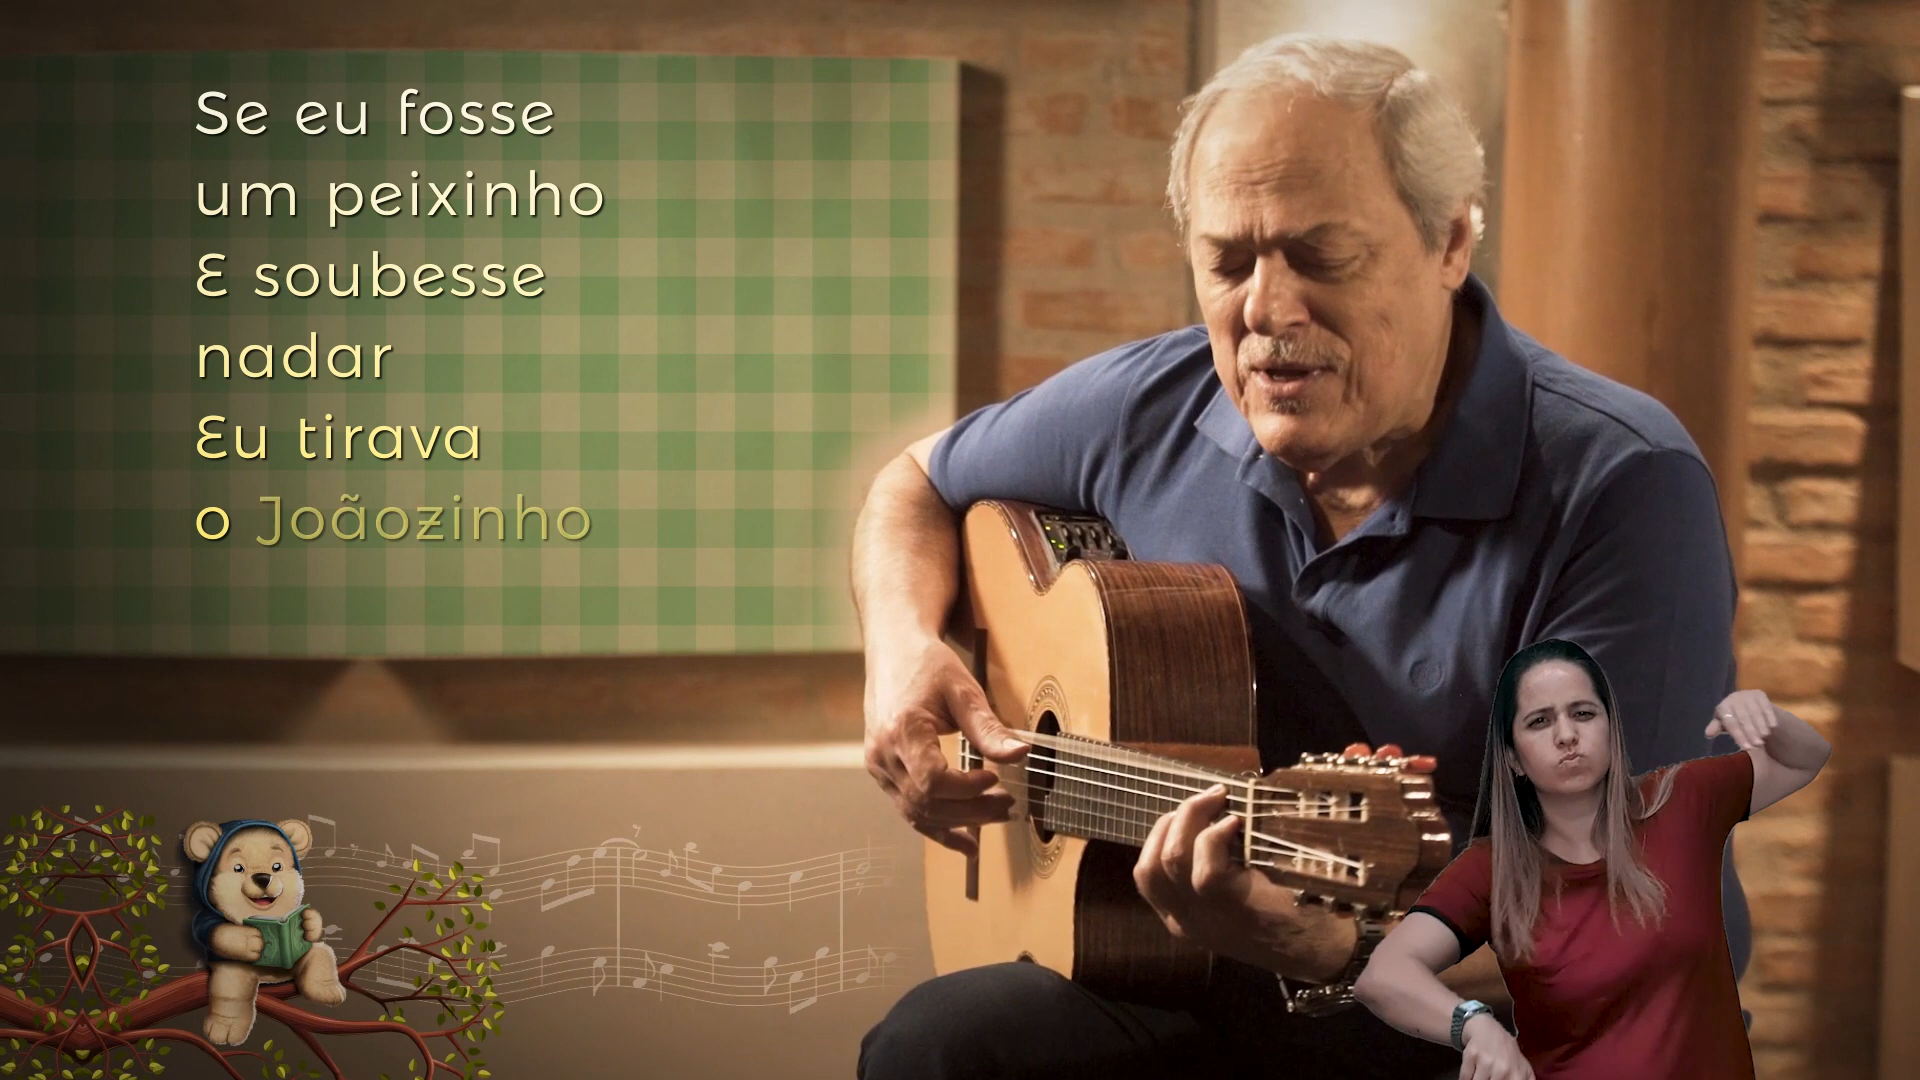 Se eu fosse
um peixinho
E soubesse
nadar
Eu tirava
o Joãozinho